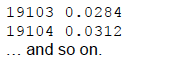 19103 0.0284
19104 0.0312
… and so on.